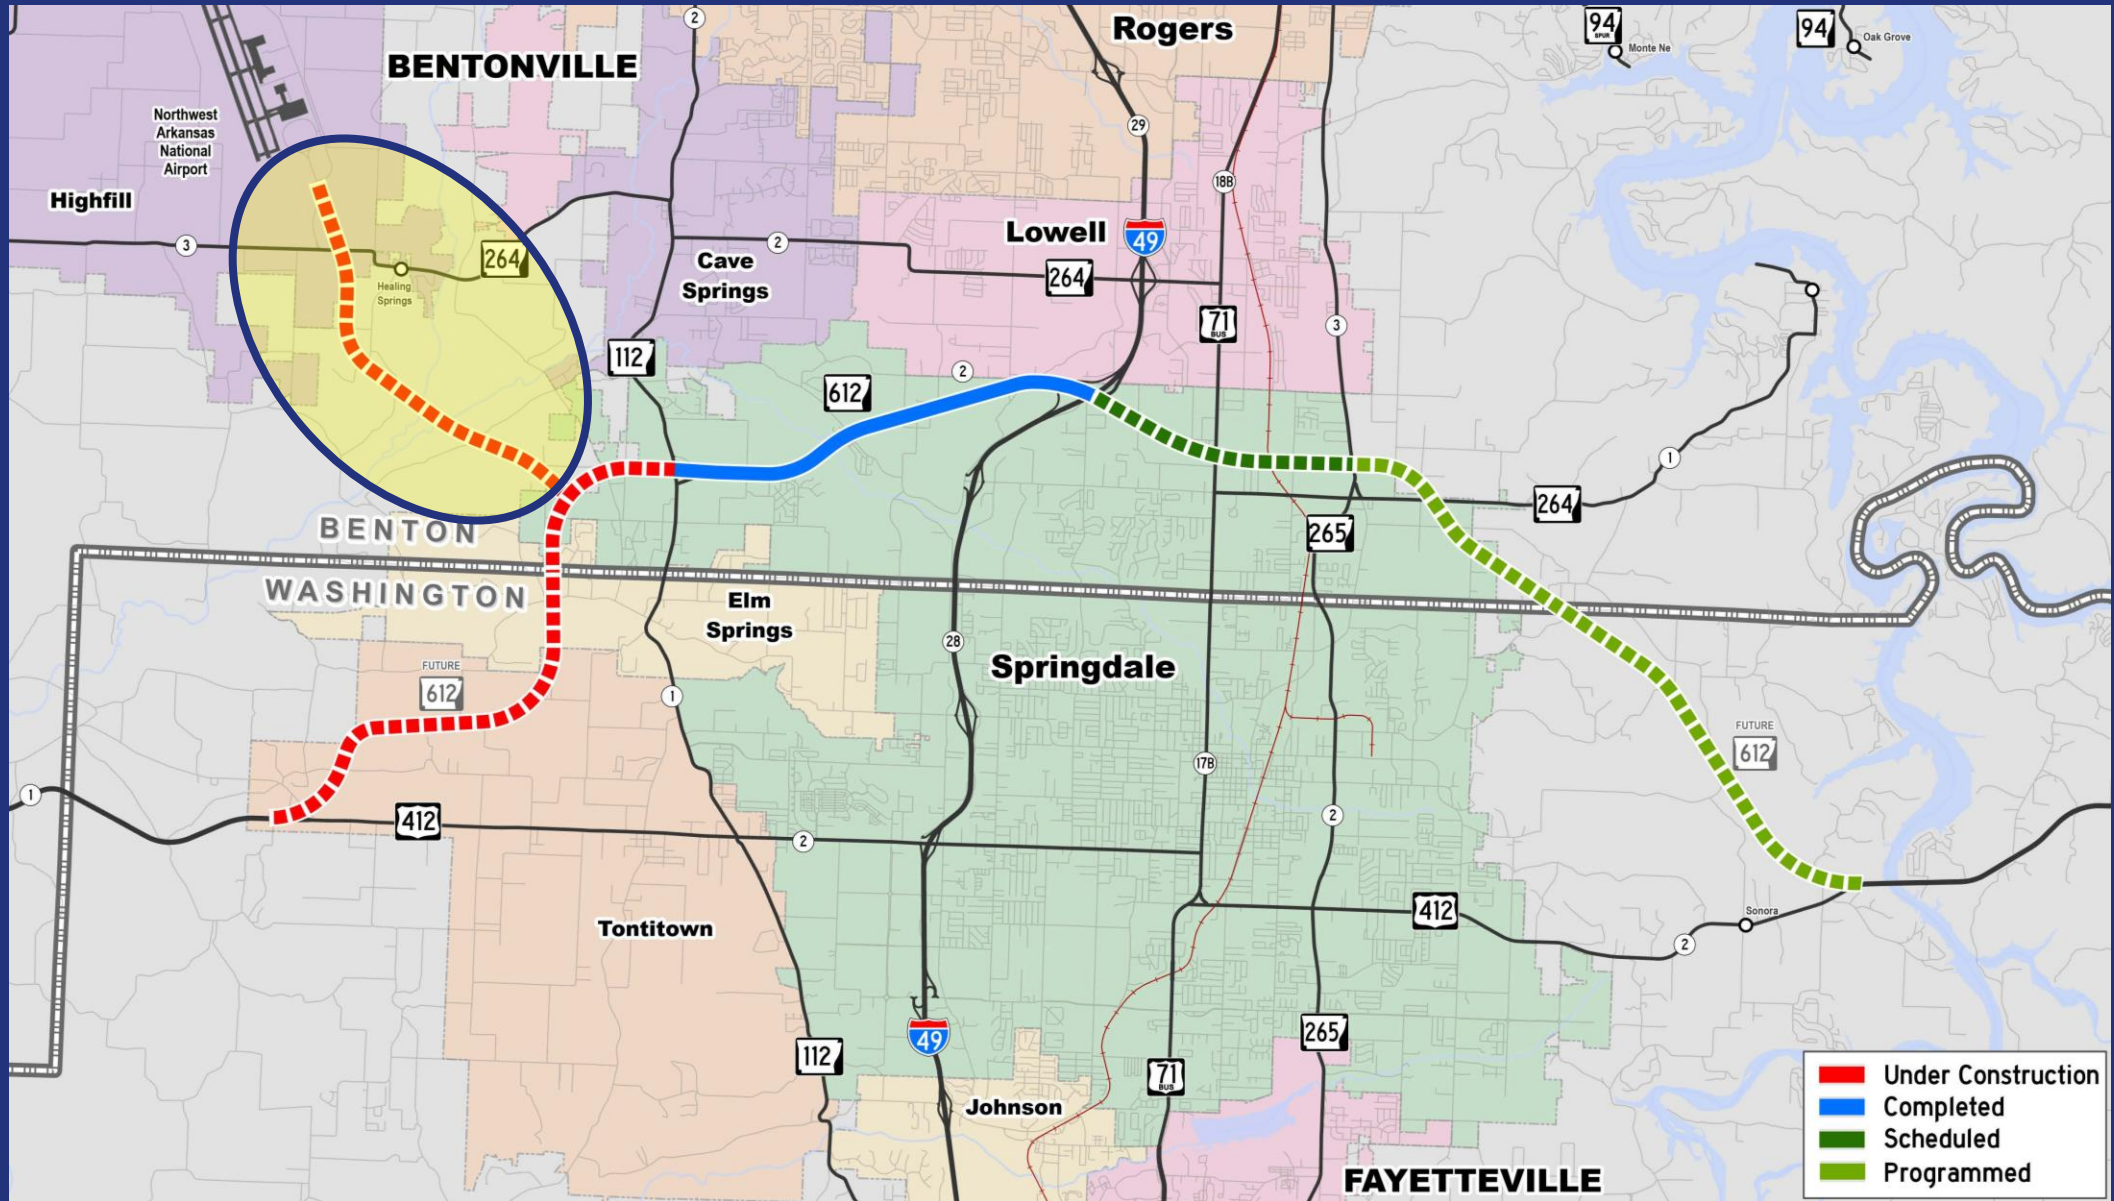 2
Rogers
94
SPUR
Monte Ne
94
Oak Grove
BENTONVILLE
Northwest
Arkansas
National
Airport
29
Highfill
18B
3
264
Healing
Springs
2
Cave
Springs
Lowell
49
264
71
BUS
3
112
612
2
1
264
265
BENTON
WASHINGTON
Elm
Springs
28
Springdale
FUTURE
612
1
FUTURE
612
17B
1
412
2
2
412
Sonora
2
Tontitown
49
112
265
71
BUS
Johnson
FAYETTEVILLE
Under Construction
Completed
Scheduled
Programmed